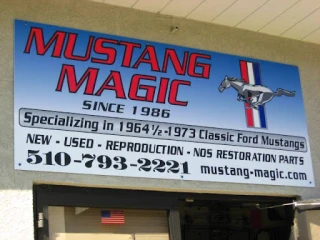 MUSTANG
MAGIC
SINCE 1986
Specializing in 1964½-1973 Classic Ford Mustangs
NEW - USED - REPRODUCTION - NOS RESTORATION PARTS
510-793-2221 mustang-magic.com